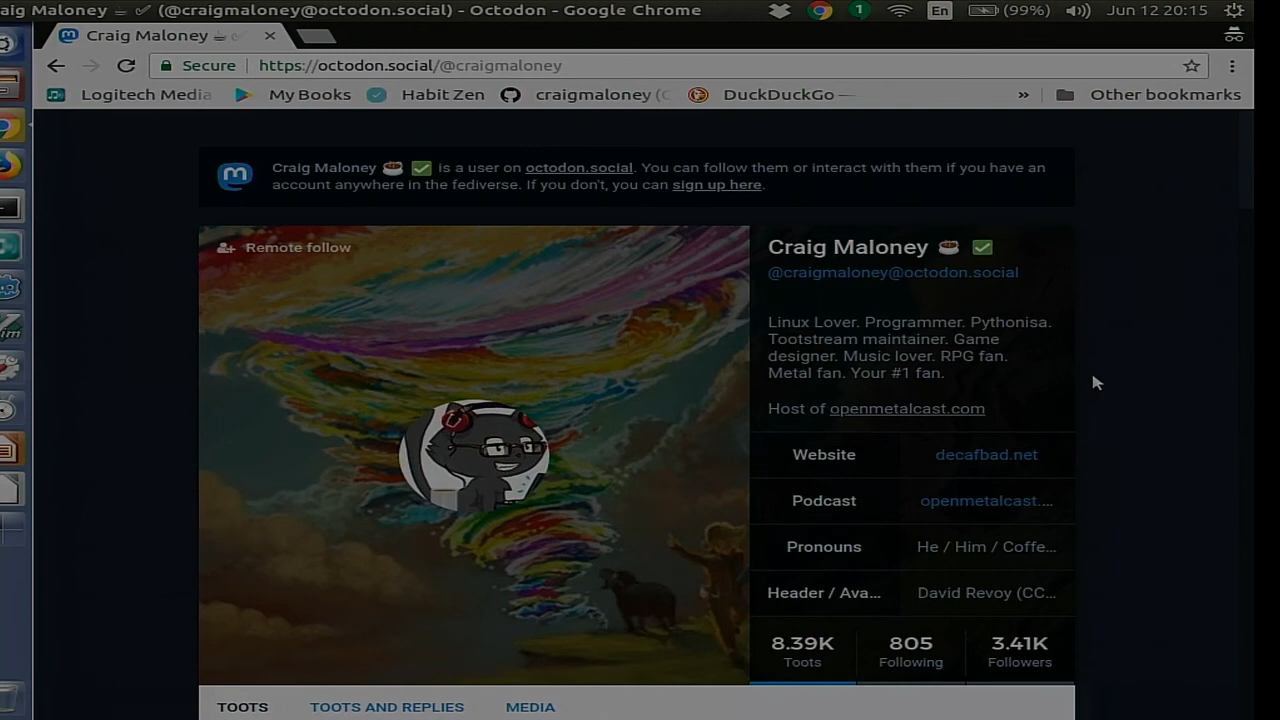 aig Maloney ☕ ✅ (@craigmaloney@octodon.social) - Octodon - Google Chrome
1 En (99%) Jun 12 20:15
Craig Maloney
Secure https://octodon.social/@craigmaloney
Logitech Media My Books Habit Zen craigmaloney ( DuckDuckGo — » Other bookmarks
Craig Maloney ☕ ✅ is a user on octodon.social. You can follow them or interact with them if you have an
account anywhere in the fediverse. If you don't, you can sign up here.
Remote follow
Craig Maloney ☕ ✅
@craigmaloney@octodon.social
Linux Lover. Programmer. Pythonisa.
Tootstream maintainer. Game
designer. Music lover. RPG fan.
Metal fan. Your #1 fan.
Host of openmetalcast.com
Website decafbad.net
Podcast openmetalcast....
Pronouns He / Him / Coffe...
Header / Ava... David Revoy (CC...
8.39K 805 3.41K
Toots Following Followers
TOOTS TOOTS AND REPLIES MEDIA